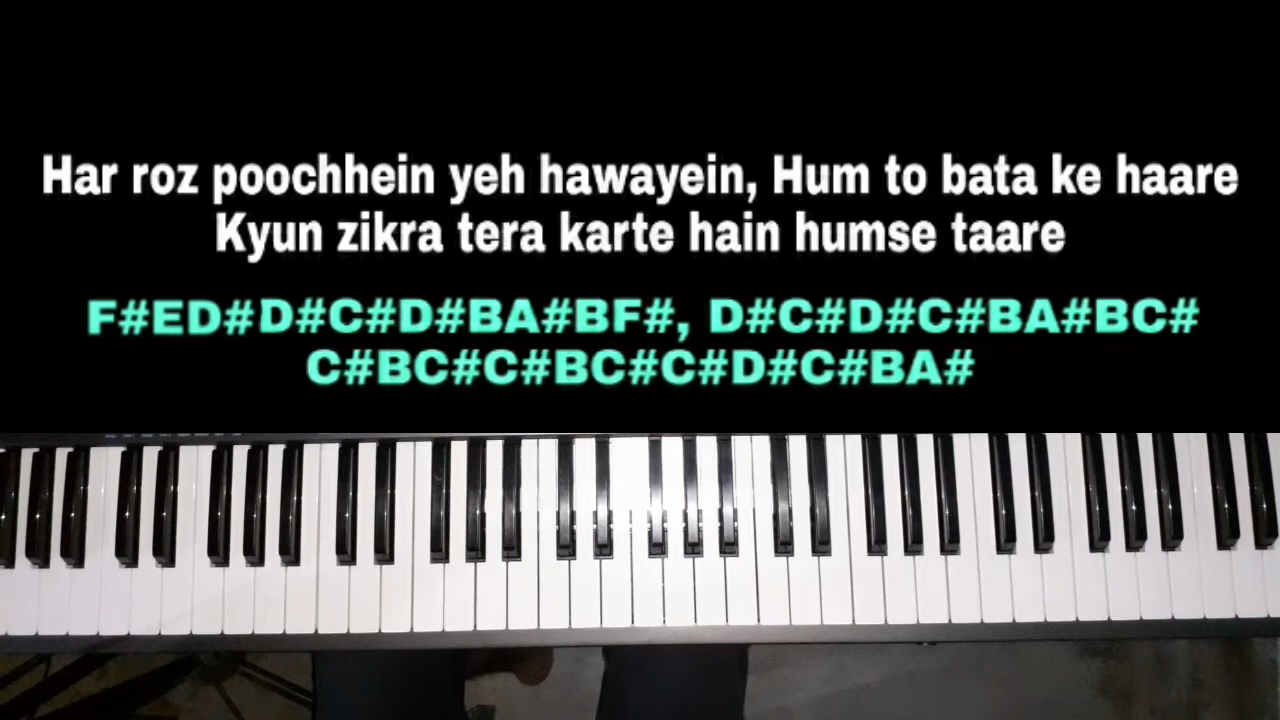 Har roz poochhein yeh hawayein, Hum to bata ke haare
Kyun zikra tera karte hain humse taare
F#ED#D#C#D#BA#BF#, D#C#D#C#BA#BC#
C#BC#C#BC#C#D#C#BA#